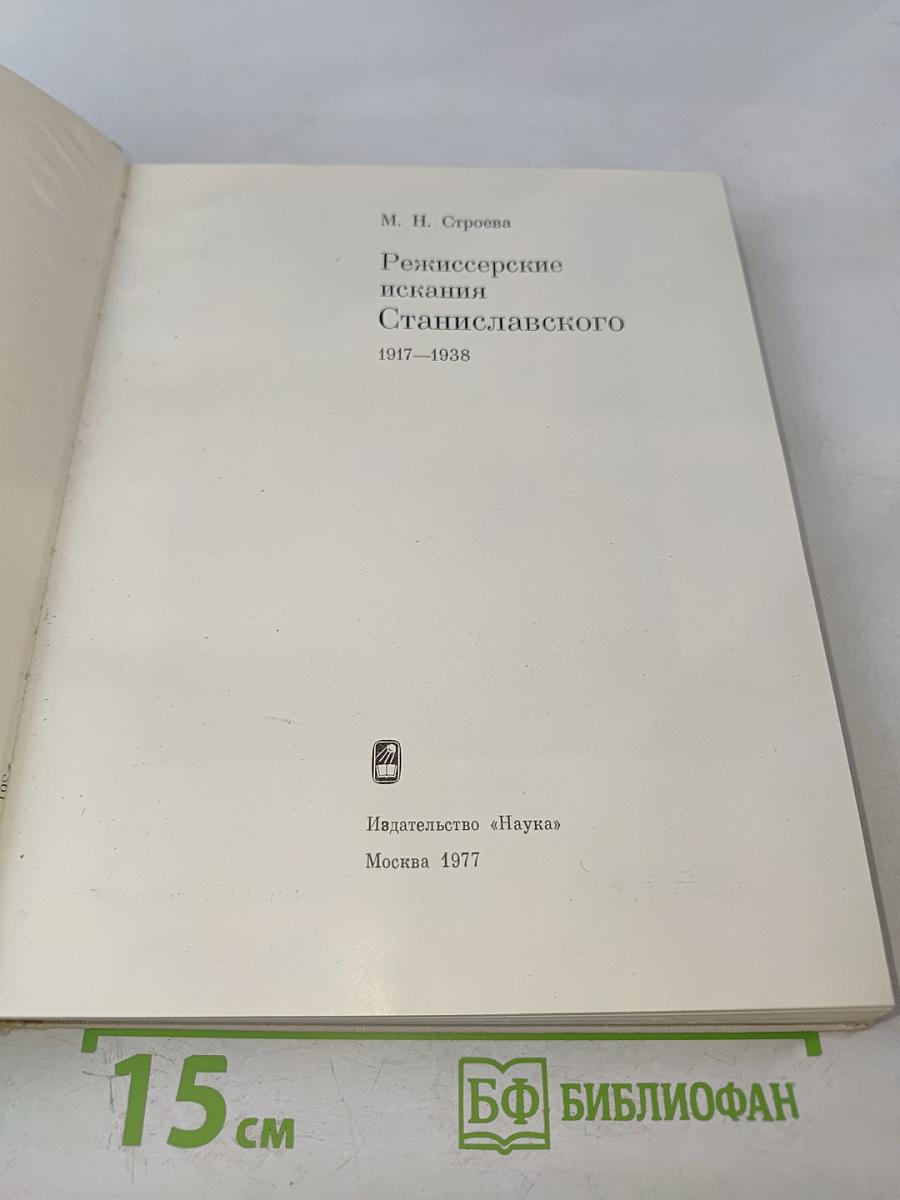 М. Н. Строева
Режиссерские
искания
Станиславского
1917—1938
Издательство «Наука»
Москва 1977
15 см
БФ БИБЛИОФАН